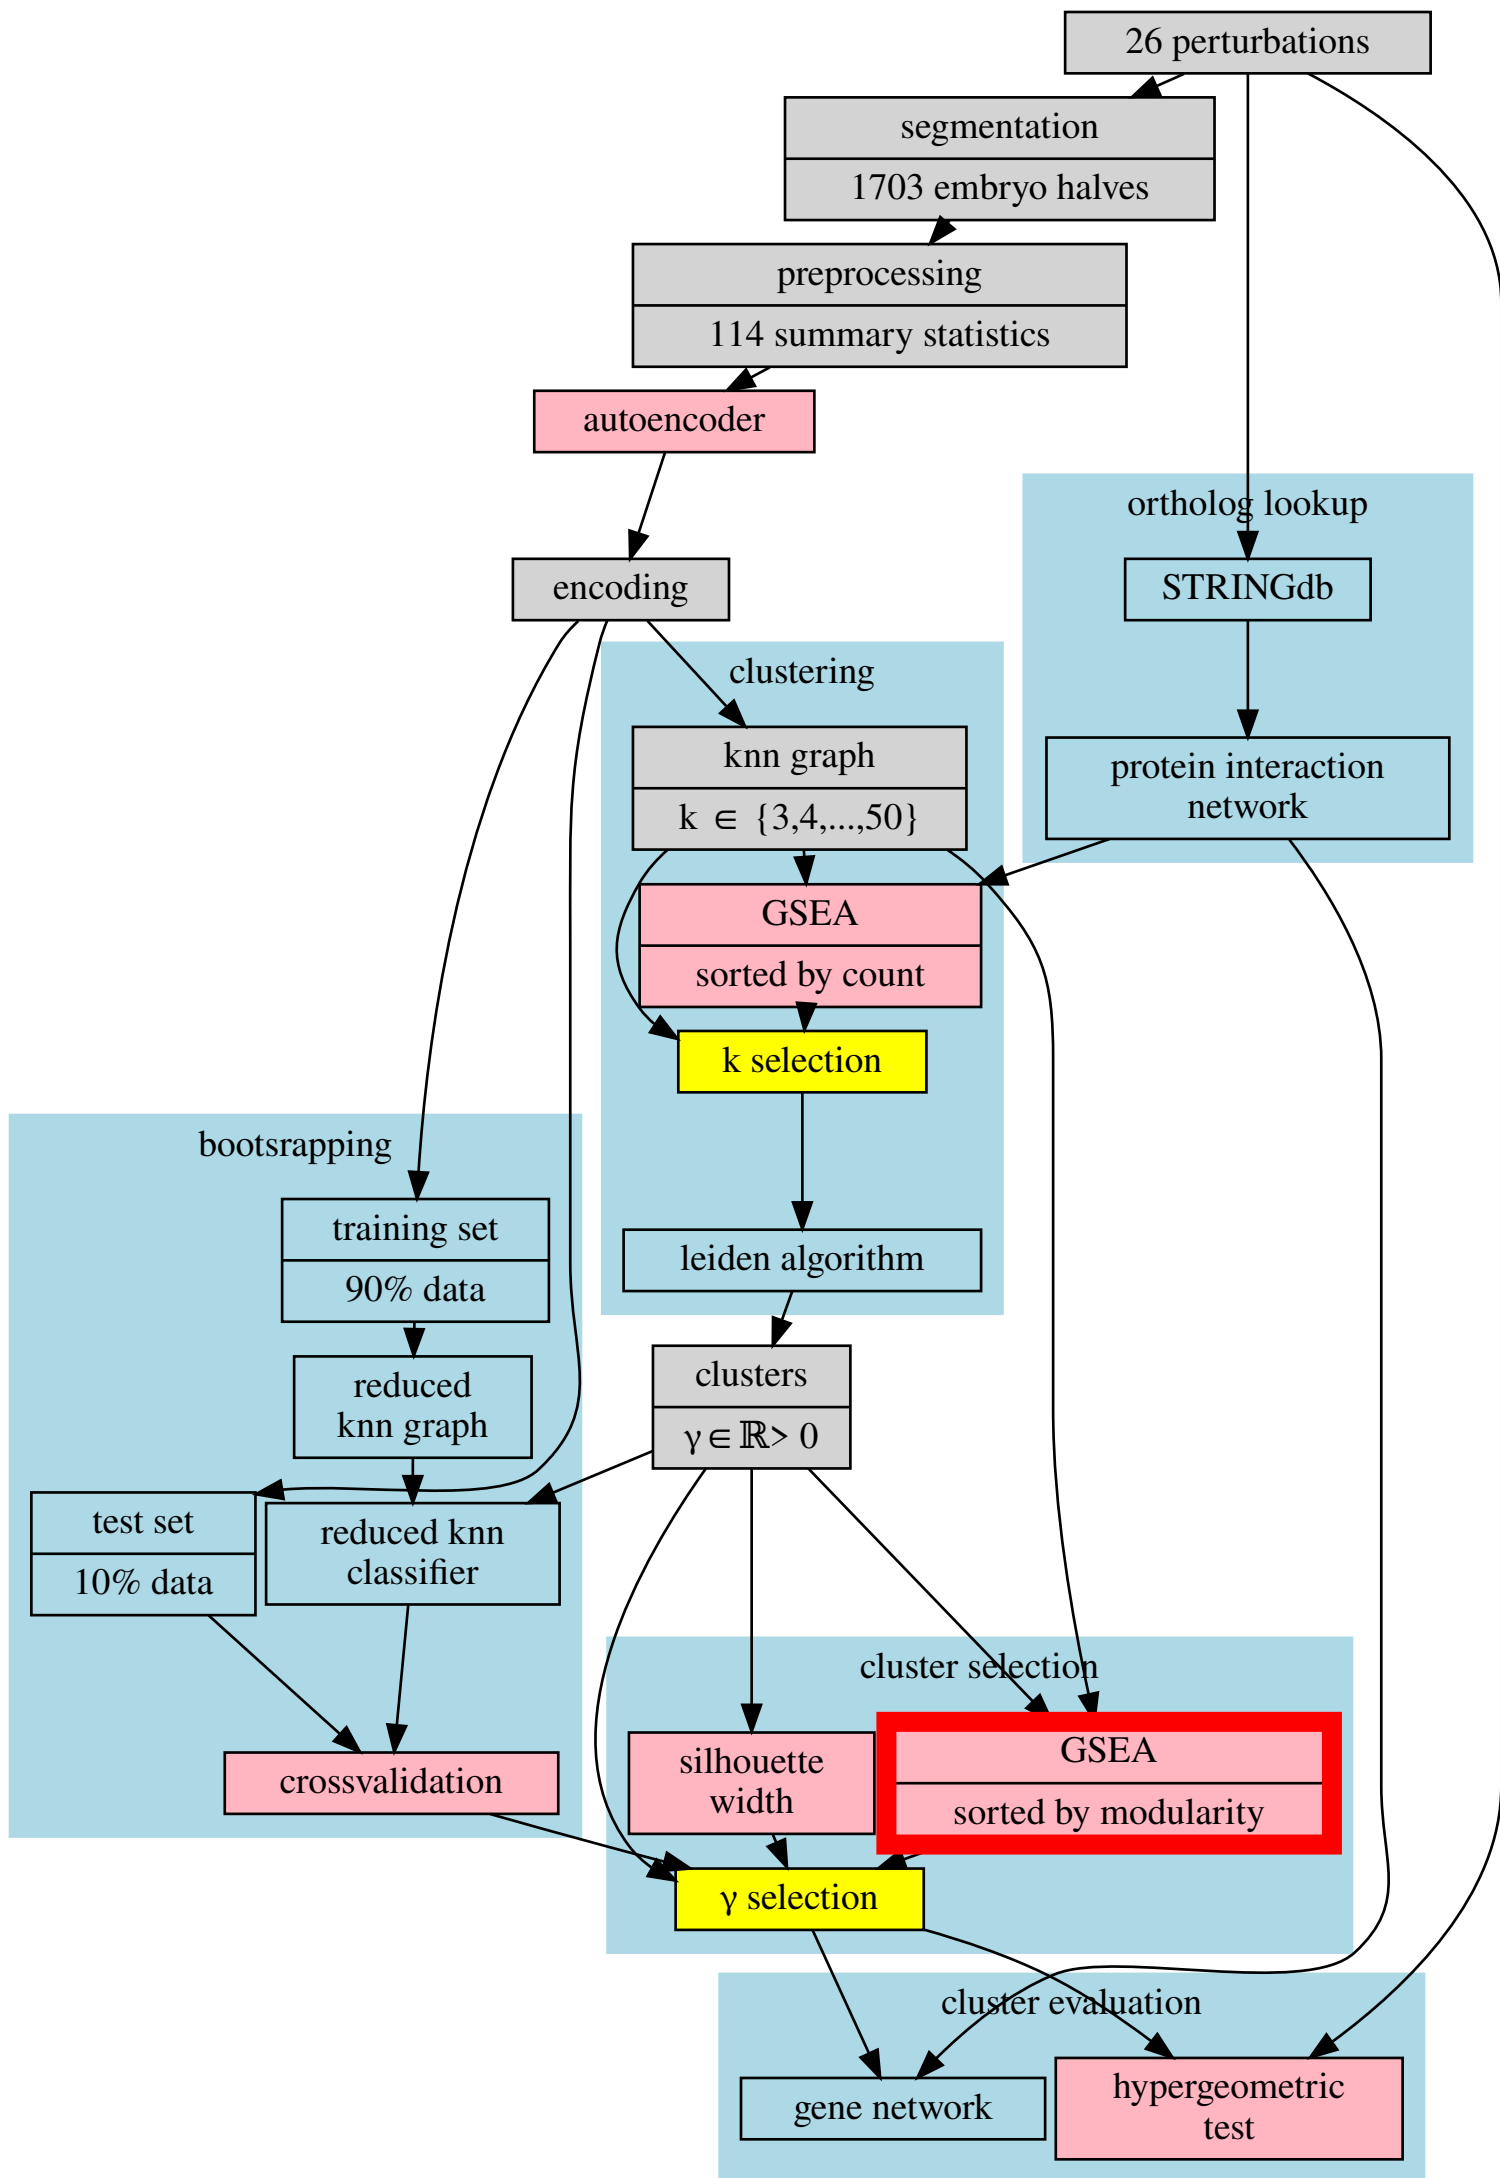 26 perturbations
segmentation
1703 embryo halves
preprocessing
114 summary statistics
autoencoder
ortholog lookup
encoding
STRINGdb
clustering
knn graph
k ∈ {3,4,...,50}
protein interaction
network
GSEA
sorted by count
k selection
bootsrapping
training set
90% data
leiden algorithm
reduced
knn graph
clusters
γ∈ℝ> 0
test set
10% data
reduced knn
classifier
cluster selection
crossvalidation
silhouette
width
GSEA
sorted by modularity
γ selection
cluster evaluation
gene network
hypergeometric
test